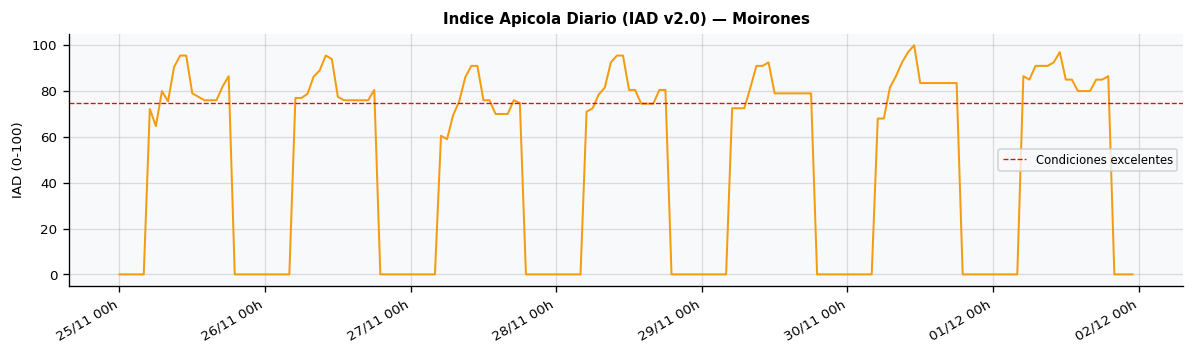 Indice Apicola Diario (IAD v2.0) — Moirones
IAD (0-100)
100
80
60
40
20
0
Condiciones excelentes
25/11 00h
26/11 00h
27/11 00h
28/11 00h
29/11 00h
30/11 00h
01/12 00h
02/12 00h